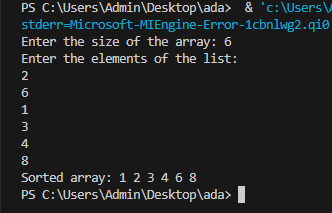 PS C:\Users\Admin\Desktop\ada>  & 'c:\Users\
stderr=Microsoft-MIEngine-Error-1cbnlwg2.qi0
Enter the size of the array: 6
Enter the elements of the list:
2
6
1
3
4
8
Sorted array: 1 2 3 4 6 8
PS C:\Users\Admin\Desktop\ada>